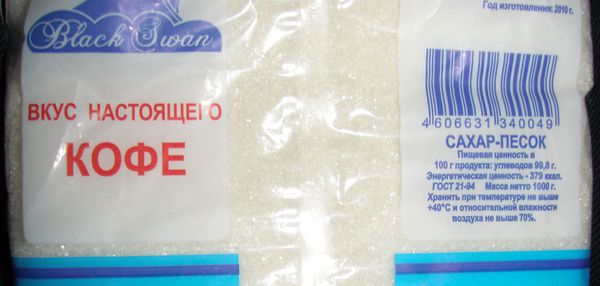 Black Swan
ВКУС НАСТОЯЩЕГО
КОФЕ
Год изготовления: 2010 г.
4 606631 340049
САХАР-ПЕСОК
Пищевая ценность в
100 г продукта: углеводов 99,8 г.
Энергетическая ценность - 379 ккал.
ГОСТ 21-94 Масса нетто 1000 г.
Хранить при температуре не выше
+40°С и относительной влажности
воздуха не выше 70%.